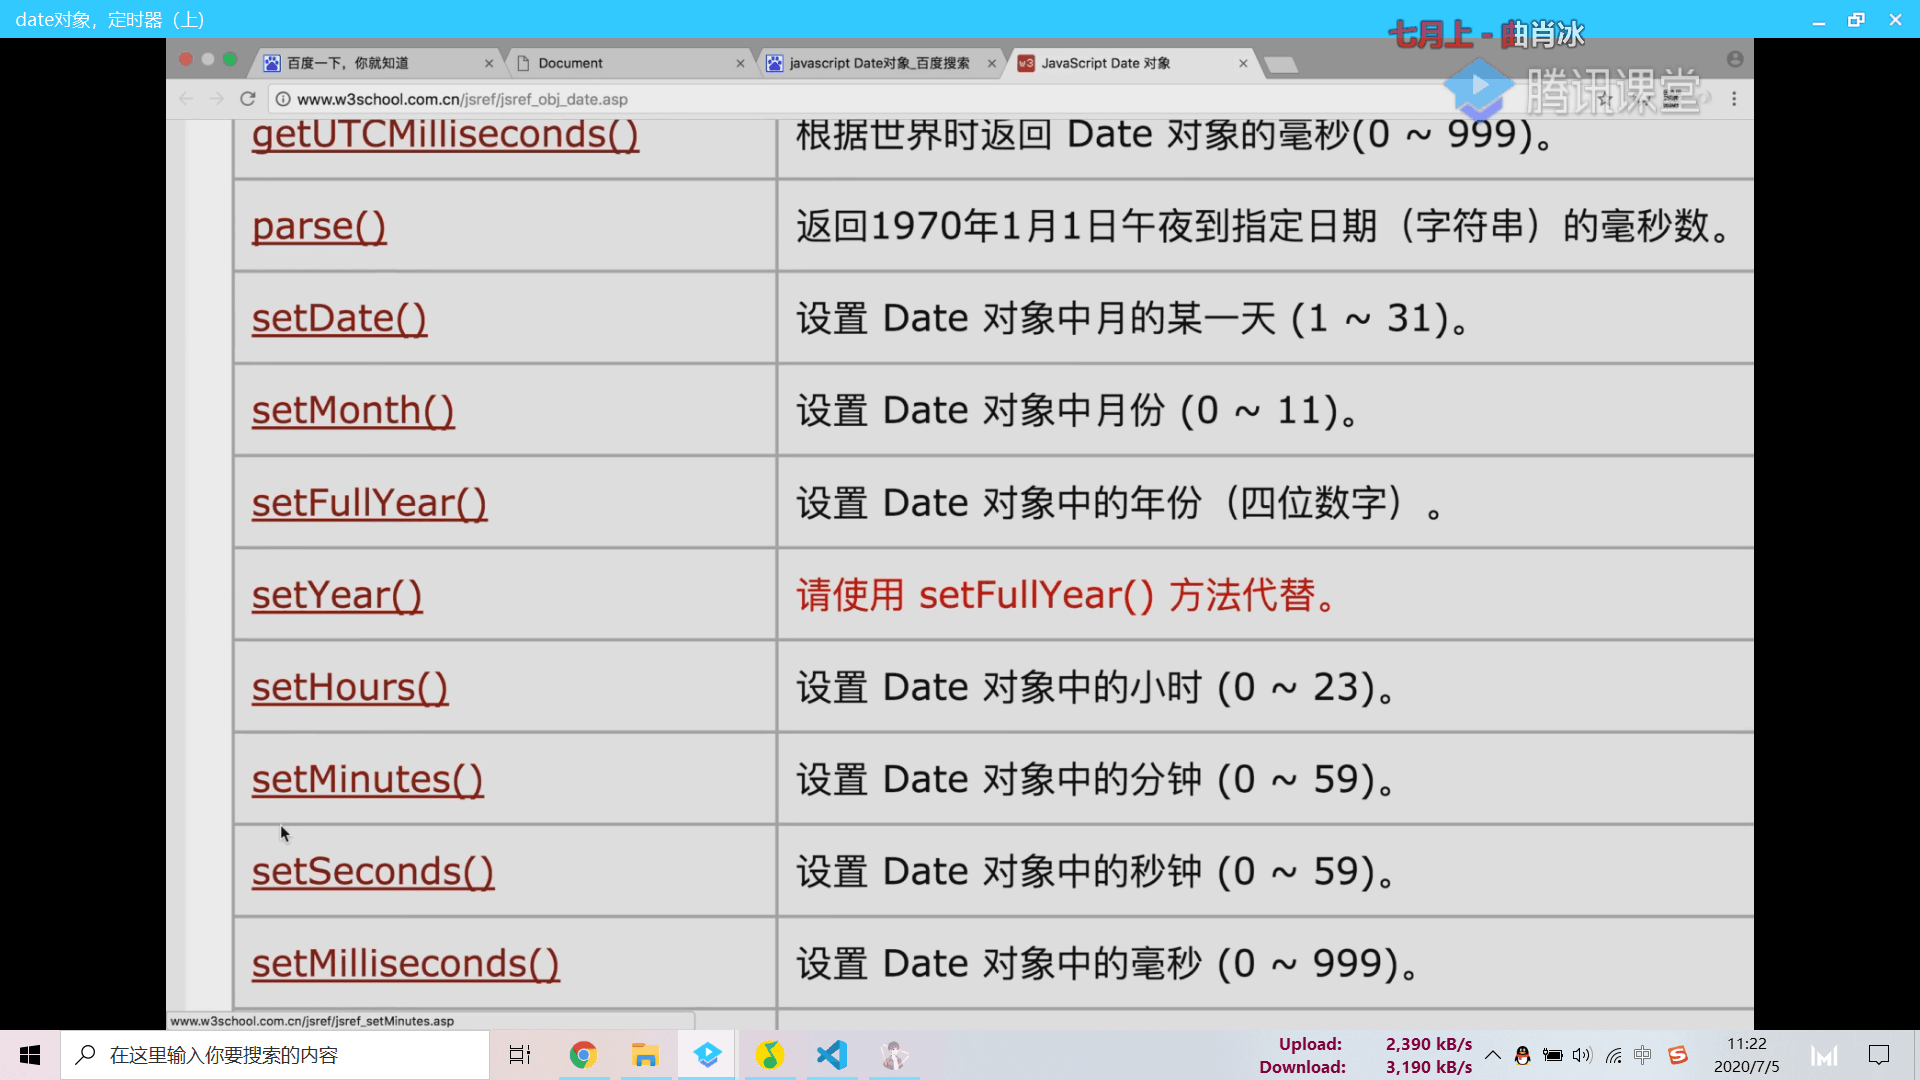 date对象，定时器（上）
七月上 - 曲肖冰
百度一下，你就知道
Document
javascript Date对象_百度搜索
JavaScript Date 对象
www.w3school.com.cn/jsref/jsref_obj_date.asp
腾讯课堂
getUTCMilliseconds() 根据世界时返回 Date 对象的毫秒(0 ~ 999)。
parse() 返回1970年1月1日午夜到指定日期（字符串）的毫秒数。
setDate() 设置 Date 对象中月的某一天 (1 ~ 31)。
setMonth() 设置 Date 对象中月份 (0 ~ 11)。
setFullYear() 设置 Date 对象中的年份（四位数字）。
setYear() 请使用 setFullYear() 方法代替。
setHours() 设置 Date 对象中的小时 (0 ~ 23)。
setMinutes() 设置 Date 对象中的分钟 (0 ~ 59)。
setSeconds() 设置 Date 对象中的秒钟 (0 ~ 59)。
setMilliseconds() 设置 Date 对象中的毫秒 (0 ~ 999)。
www.w3school.com.cn/jsref/jsref_setMinutes.asp
在这里输入你要搜索的内容
Upload: 2,390 kB/s
Download: 3,190 kB/s
中
11:22
2020/7/5